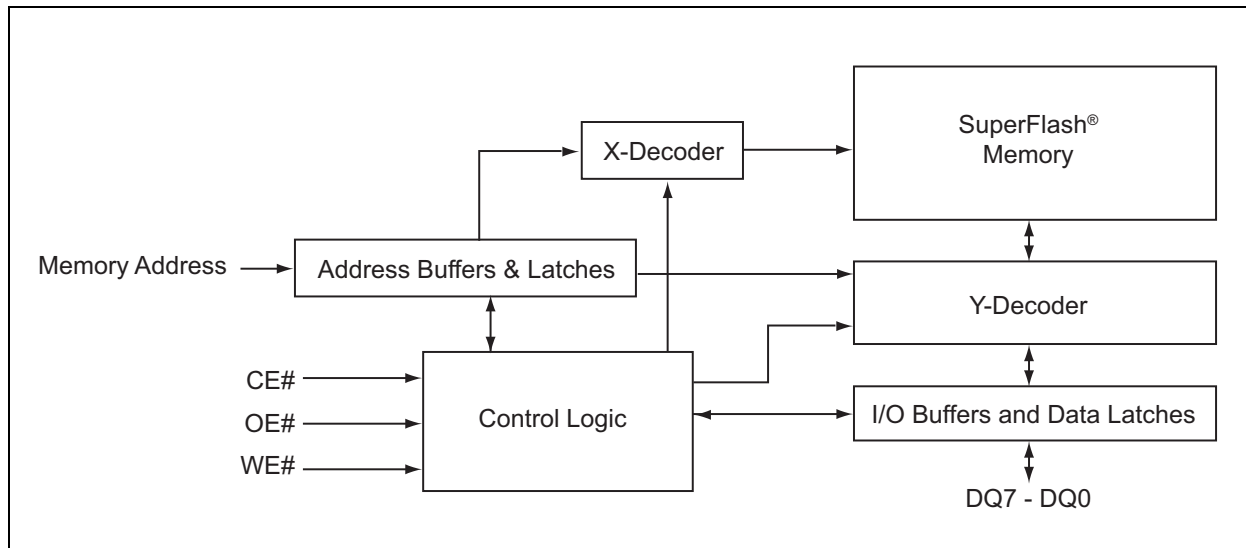 SuperFlash®
Memory
X-Decoder
Memory Address
Address Buffers & Latches
Y-Decoder
CE#
OE#
WE#
Control Logic
I/O Buffers and Data Latches
DQ7 - DQ0